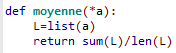 def moyenne(*a):
    L=list(a)
    return sum(L)/len(L)